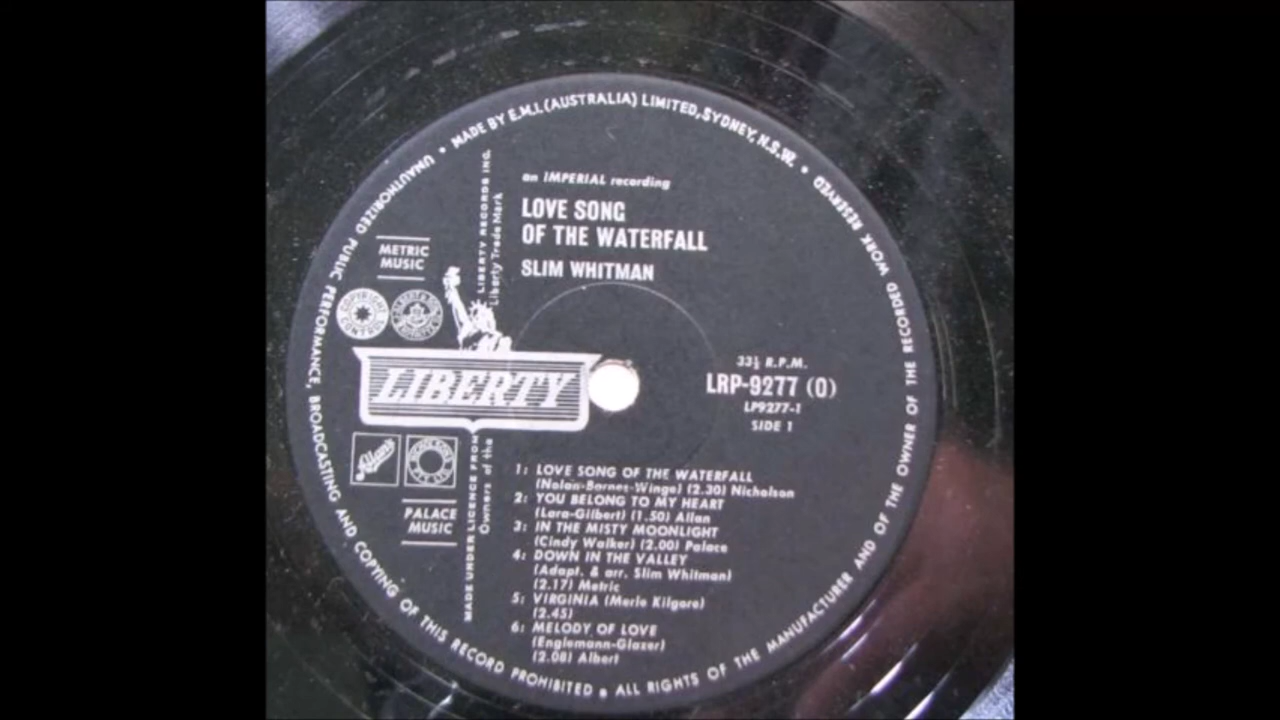 MADE BY E.M.I. (AUSTRALIA) LIMITED, SYDNEY, N.S.W. •
WORK RESERVED
UNAUTHORIZED PUBLIC PERFORMANCE, BROADCASTING AND COPYING OF THIS RECORD PROHIBITED • ALL RIGHTS OF THE MANUFACTURER AND OF THE OWNER OF THE RECORDED
an IMPERIAL recording
LOVE SONG
OF THE WATERFALL
SLIM WHITMAN
LIBERTY RECORDS INC.
Liberty Trade Mark
METRIC
MUSIC
COPYRIGHT
CONTROL
LIBERTY
33⅓ R.P.M.
LRP-9277 (O)
LP9277-1
SIDE 1
Allan's
PALACE
MUSIC
MADE UNDER LICENCE FROM
Owners of the
1: LOVE SONG OF THE WATERFALL
(Nolan-Barnes-Winge) (2.30) Nicholson
2: YOU BELONG TO MY HEART
(Lara-Gilbert) (1.50) Allan
3: IN THE MISTY MOONLIGHT
(Cindy Walker) (2.00) Palace
4: DOWN IN THE VALLEY
(Adapt. & arr. Slim Whitman)
(2.17) Metric
5: VIRGINIA (Merle Kilgore)
(2.45)
6: MELODY OF LOVE
(Englemann-Glazer)
(2.08) Albert